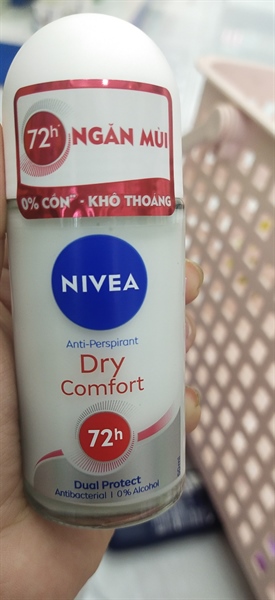 72h NGĂN MÙI
0% CỒN - KHÔ THOÁNG
NIVEA
Anti-Perspirant
Dry
Comfort
72h
Dual Protect
Antibacterial | 0% Alcohol